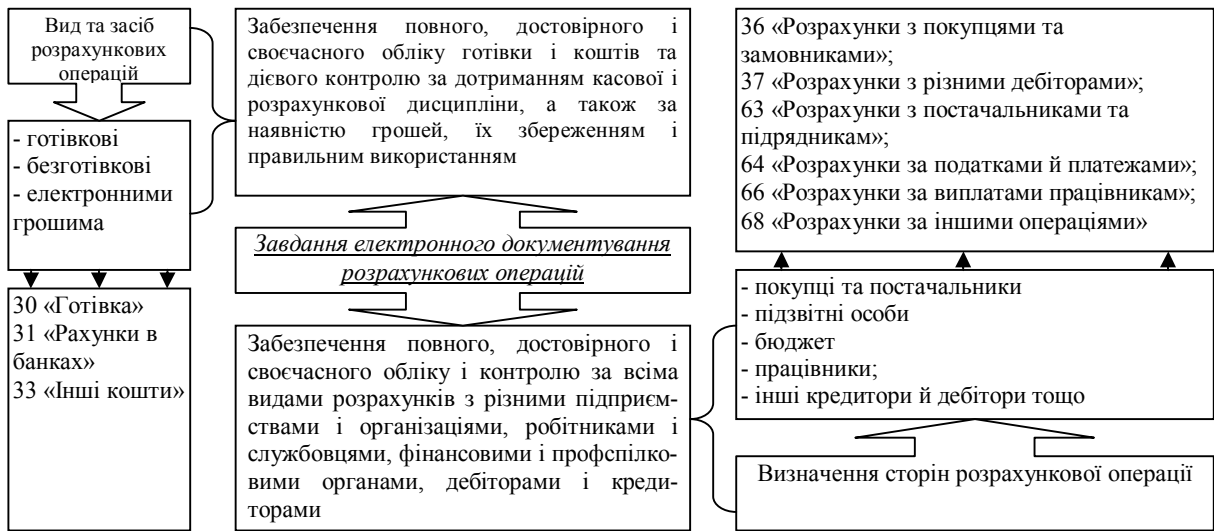 Вид та засіб
розрахункових
операцій
- готівкові
- безготівкові
- електронними
грошима
30 «Готівка»
31 «Рахунки в
банках»
33 «Інші кошти»
Забезпечення повного, достовірного і
своєчасного обліку готівки і коштів та
дієвого контролю за дотриманням касової і
розрахункової дисципліни, а також за
наявністю грошей, їх збереженням і
правильним використанням
Завдання електронного документування
розрахункових операцій
Забезпечення повного, достовірного і
своєчасного обліку і контролю за всіма
видами розрахунків з різними підприєм-
ствами і організаціями, робітниками і
службовцями, фінансовими і профспілко-
вими органами, дебіторами і креди-
торами
36 «Розрахунки з покупцями та
замовниками»;
37 «Розрахунки з різними дебіторами»;
63 «Розрахунки з постачальниками та
підрядникам»;
64 «Розрахунки за податками й платежами»;
66 «Розрахунки за виплатами працівникам»;
68 «Розрахунки за іншими операціями»
- покупці та постачальники
- підзвітні особи
- бюджет
- працівники;
- інші кредитори й дебітори тощо
Визначення сторін розрахункової операції